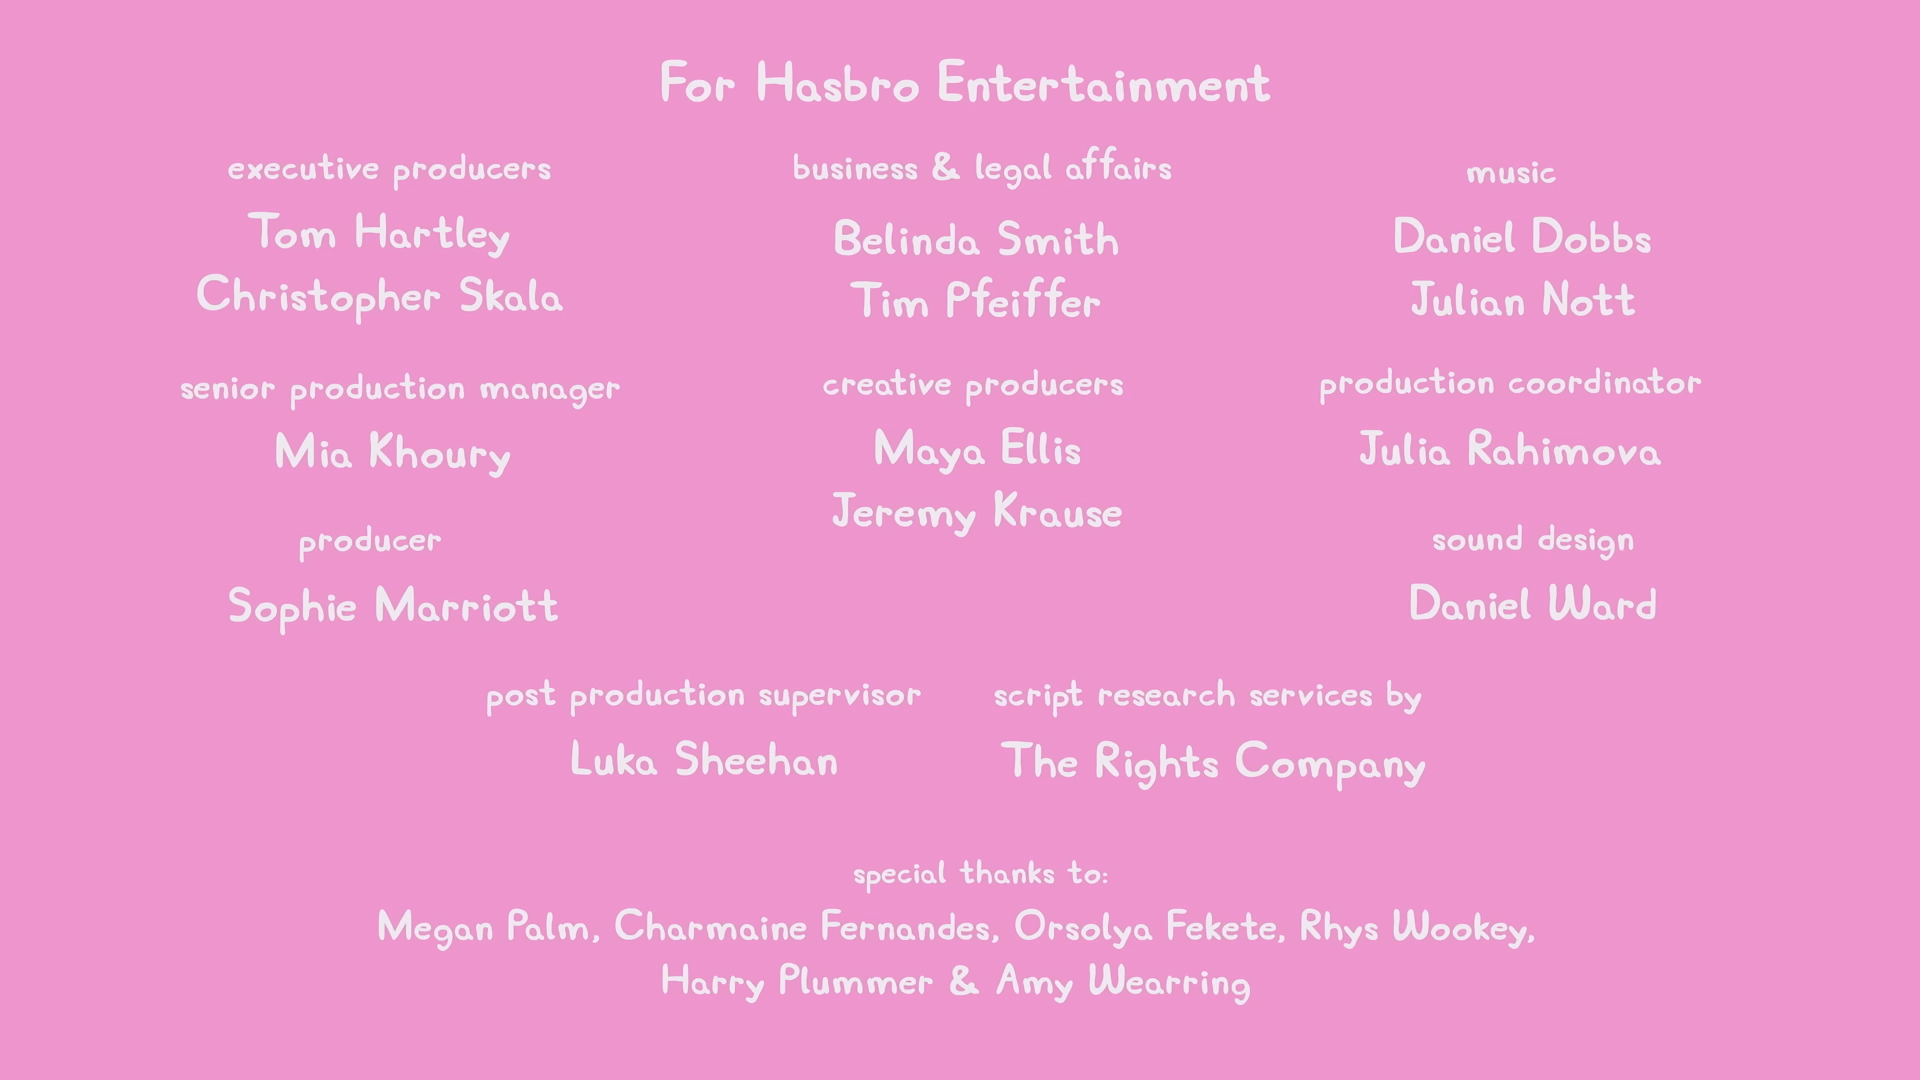 For Hasbro Entertainment
executive producers
Tom Hartley
Christopher Skala
business & legal affairs
Belinda Smith
Tim Pfeiffer
music
Daniel Dobbs
Julian Nott
senior production manager
Mia Khoury
creative producers
Maya Ellis
Jeremy Krause
production coordinator
Julia Rahimova
producer
Sophie Marriott
sound design
Daniel Ward
post production supervisor
Luka Sheehan
script research services by
The Rights Company
special thanks to:
Megan Palm, Charmaine Fernandes, Orsolya Fekete, Rhys Wookey,
Harry Plummer & Amy Wearring